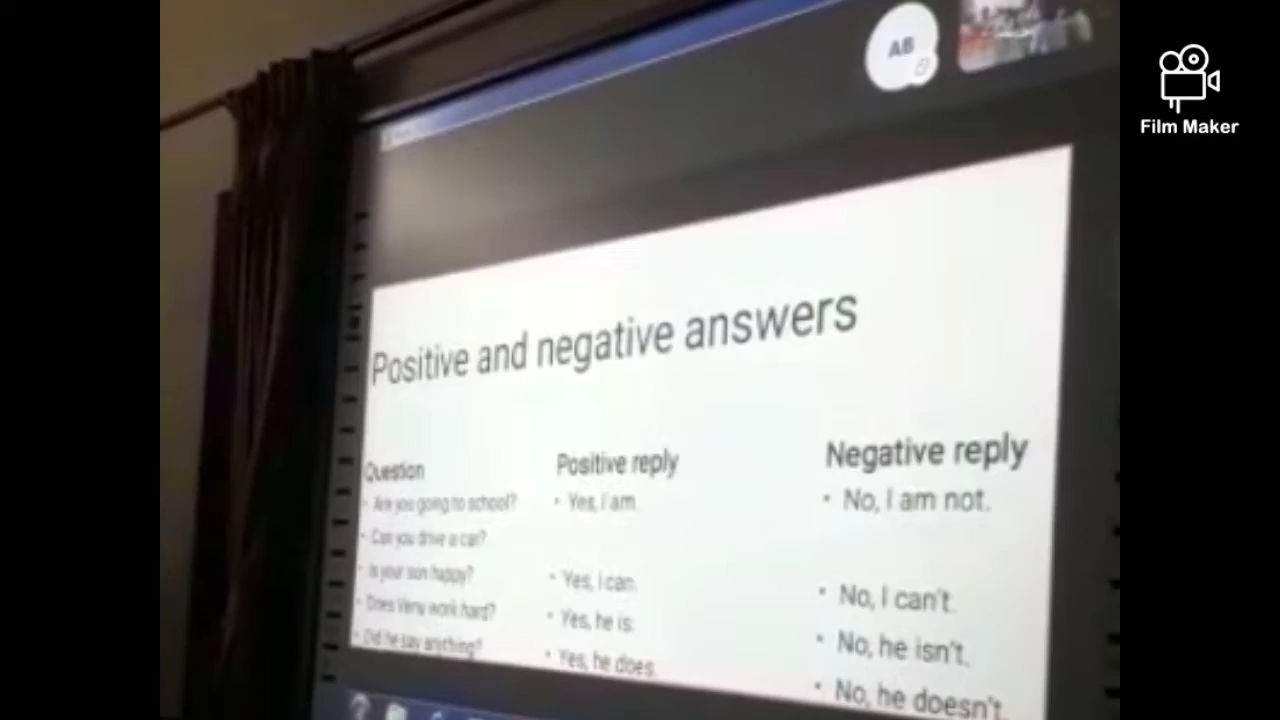 AB
Film Maker
Positive and negative answers
Question
Positive reply
Negative reply
• Are you going to school?
• Yes, I am.
• No, I am not.
• Can you drive a car?
• Is your son happy?
• Yes, I can.
• No, I can't.
• Does Venu work hard?
• Yes, he is.
• No, he isn't.
• Did he say anything?
• Yes, he does.
• No, he doesn't.